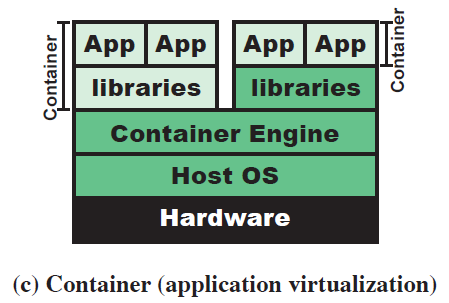 Container
App App
App App
Container
libraries
libraries
Container Engine
Host OS
Hardware
(c) Container (application virtualization)